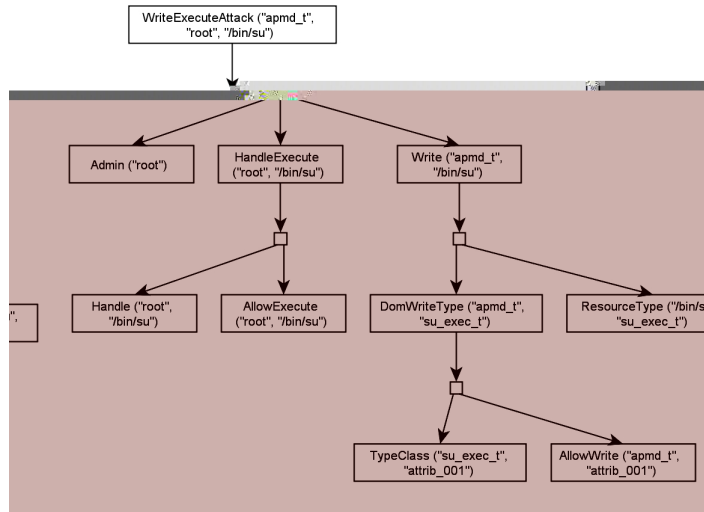 WriteExecuteAttack ("apmd_t",
"root", "/bin/su")
Admin ("root")
HandleExecute
("root", "/bin/su")
Write ("apmd_t",
"/bin/su")
Handle ("root",
"/bin/su")
AllowExecute
("root", "/bin/su")
DomWriteType ("apmd_t",
"su_exec_t")
ResourceType ("/bin/s
"su_exec_t")
TypeClass ("su_exec_t",
"attrib_001")
AllowWrite ("apmd_t",
"attrib_001")